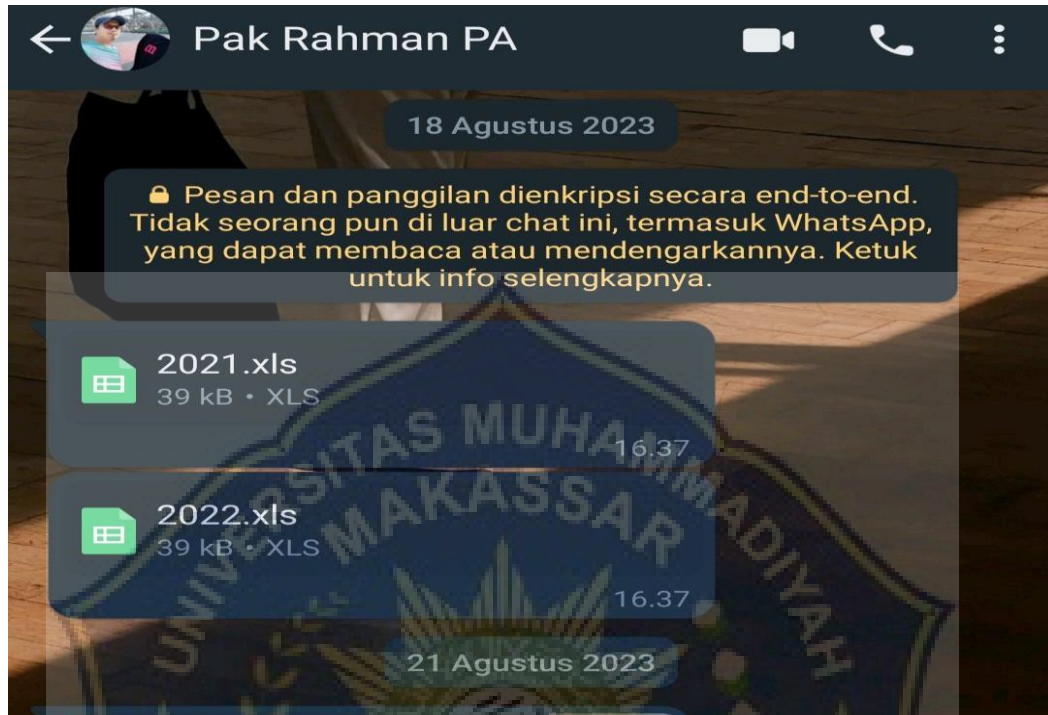 Pak Rahman PA
18 Agustus 2023
Pesan dan panggilan dienkripsi secara end-to-end.
Tidak seorang pun di luar chat ini, termasuk WhatsApp,
yang dapat membaca atau mendengarkannya. Ketuk
untuk info selengkapnya.
2021.xls
39 kB • XLS
16.37
2022.xls
39 kB • XLS
16.37
UNIVERSITAS MUHAMMADIYAH
MAKASSAR
21 Agustus 2023